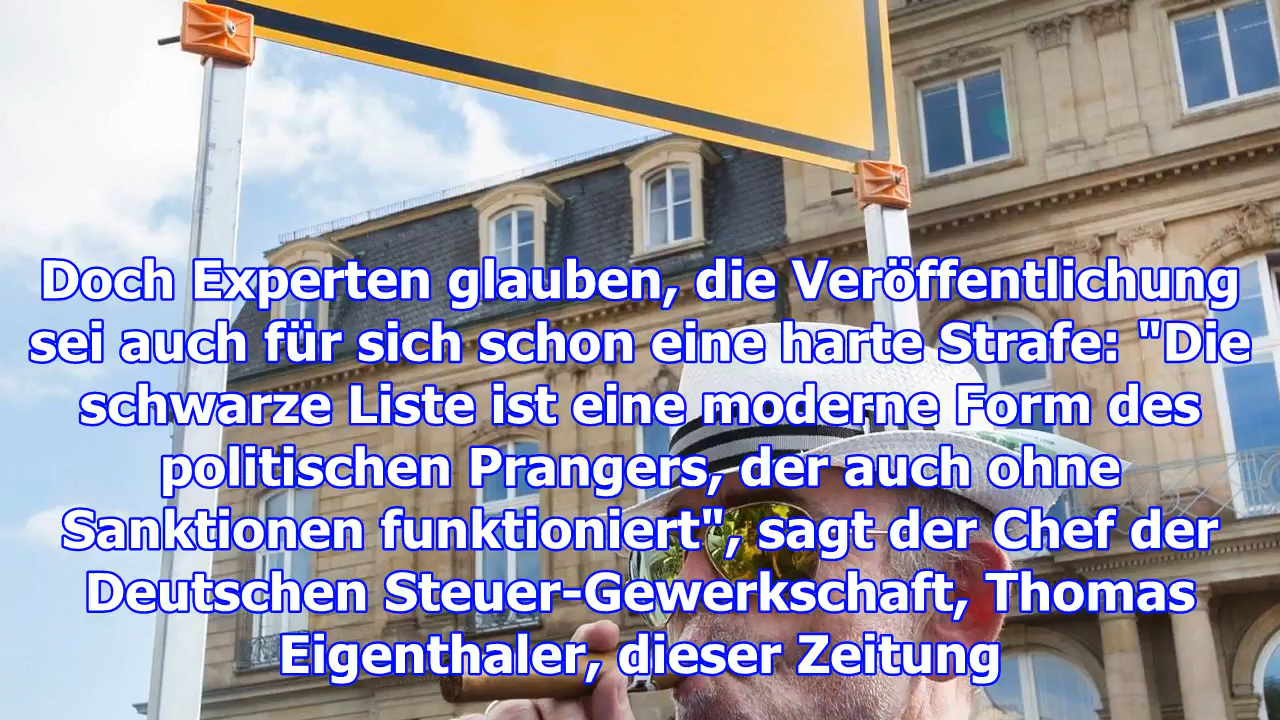 Doch Experten glauben, die Veröffentlichung
sei auch für sich schon eine harte Strafe: "Die
schwarze Liste ist eine moderne Form des
politischen Prangers, der auch ohne
Sanktionen funktioniert", sagt der Chef der
Deutschen Steuer-Gewerkschaft, Thomas
Eigenthaler, dieser Zeitung